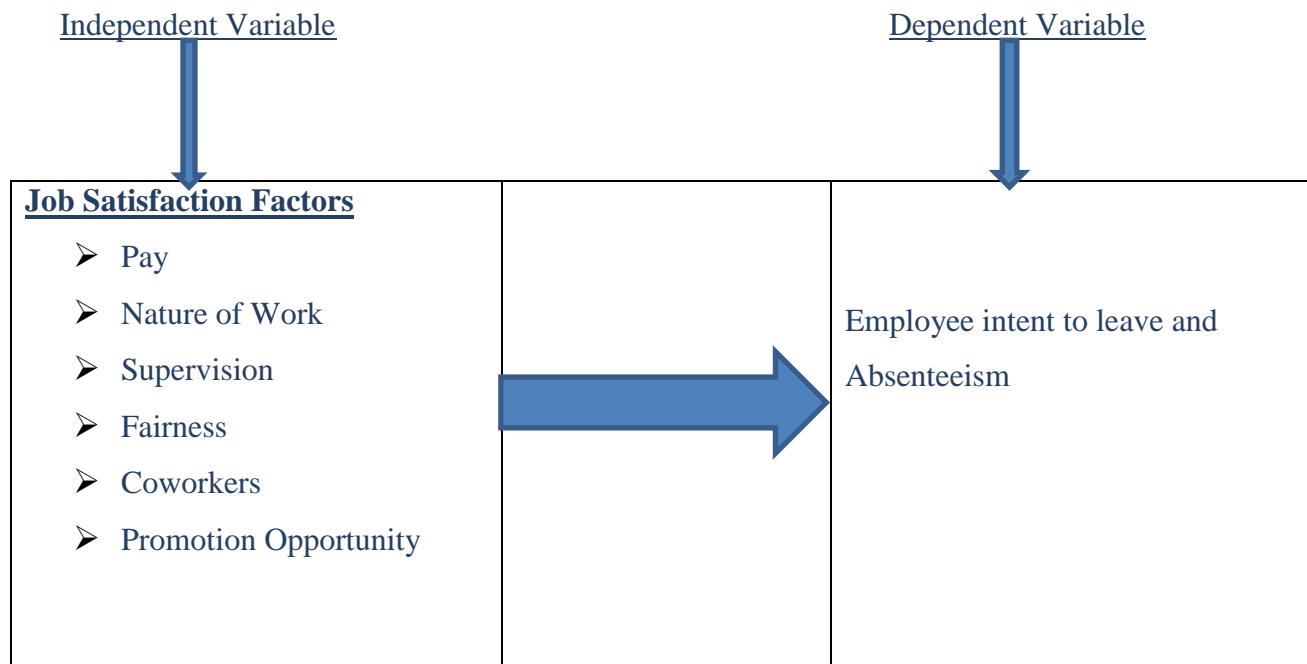 Independent Variable
Dependent Variable
Job Satisfaction Factors
Pay
Nature of Work
Supervision
Fairness
Coworkers
Promotion Opportunity
Employee intent to leave and
Absenteeism